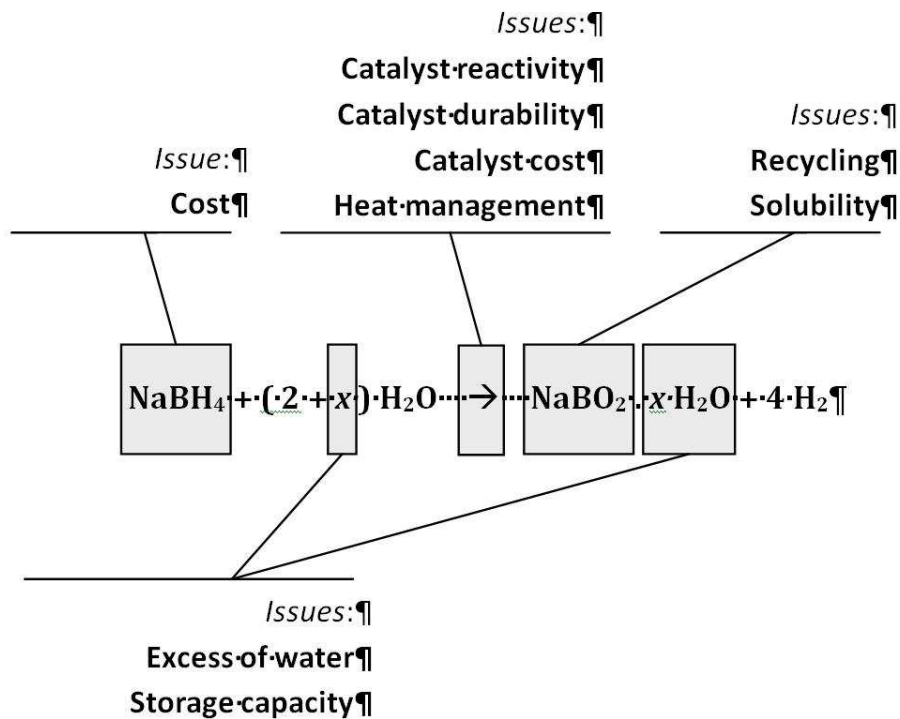 Issues:¶
Catalyst·reactivity¶
Catalyst·durability¶
Catalyst·cost¶
Heat·management¶
Issues:¶
Recycling¶
Solubility¶
Issue:¶
Cost¶
NaBH₄·+·(·2·+·x·)·H₂O····→····NaBO₂·.·x·H₂O·+·4·H₂¶
Issues:¶
Excess·of·water¶
Storage·capacity¶